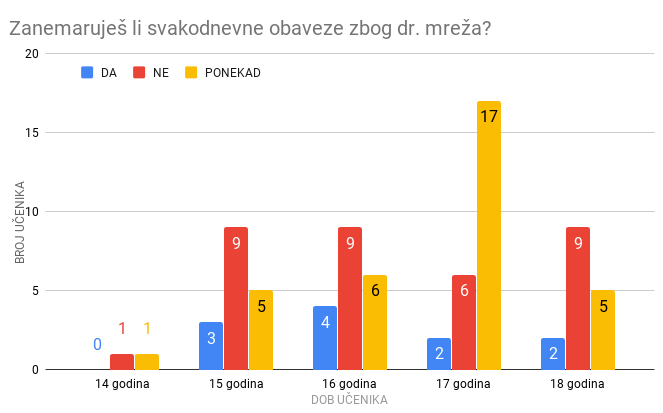 Zanemaruješ li svakodnevne obaveze zbog dr. mreža?
DA NE PONEKAD
BROJ UČENIKA
20
15
10
5
0
0 1 1
3 9 5
4 9 6
2 6 17
2 9 5
14 godina 15 godina 16 godina 17 godina 18 godina
DOB UČENIKA